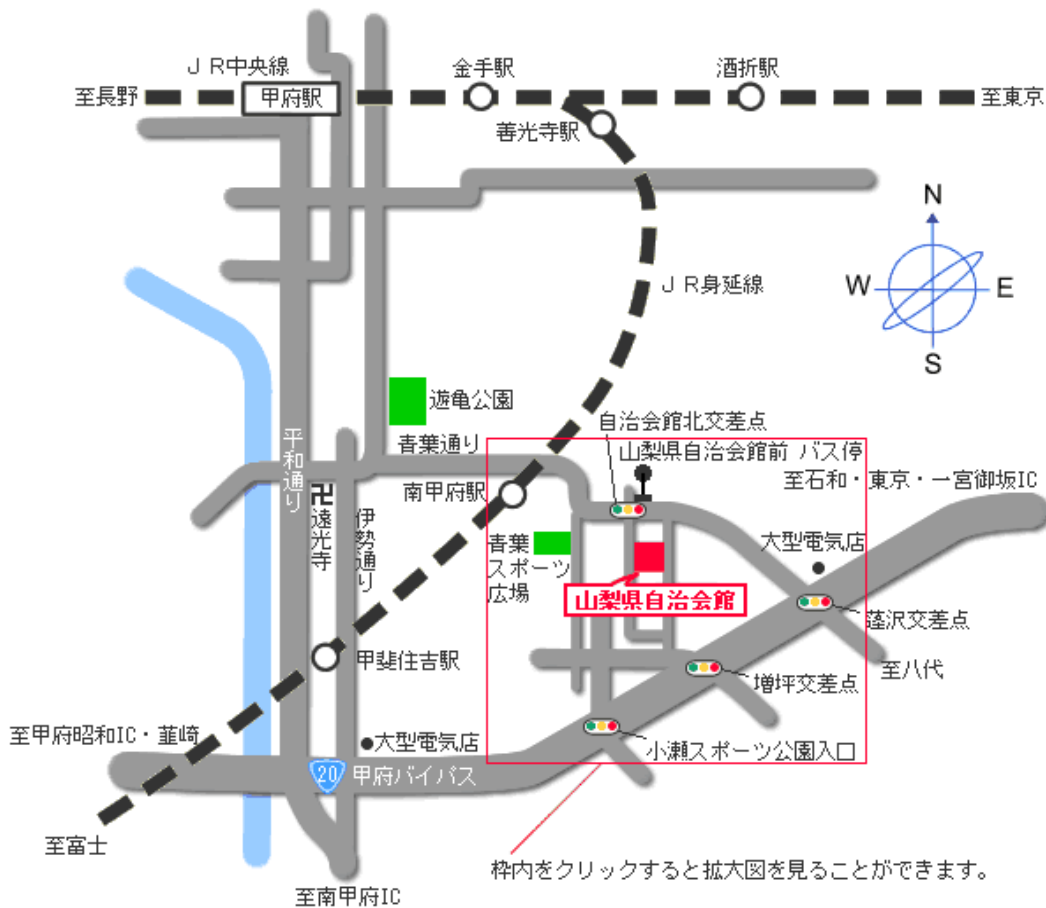 ＪＲ中央線
金手駅
酒折駅
至長野
甲府駅
至東京
善光寺駅
N
W
E
S
ＪＲ身延線
遊亀公園
自治会館北交差点
青葉通り
山梨県自治会館前 バス停
平和通り
至石和・東京・一宮御坂IC
南甲府駅
卍遠光寺
伊勢通り
大型電気店
青葉
スポーツ
広場
山梨県自治会館
蓬沢交差点
甲斐住吉駅
至八代
増坪交差点
至甲府昭和IC・韮崎
大型電気店
小瀬スポーツ公園入口
20
甲府バイパス
至富士
枠内をクリックすると拡大図を見ることができます。
至南甲府IC